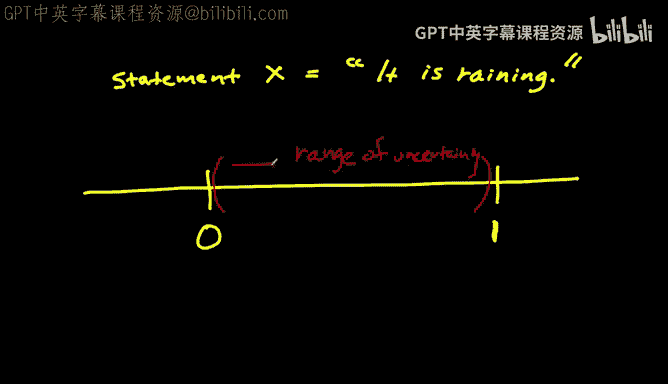 GPT中英字幕课程资源@bilibili.com
GPT中英字幕课程资源 bilibili
Statement X = "It is raining."
range of uncertainy
0 1